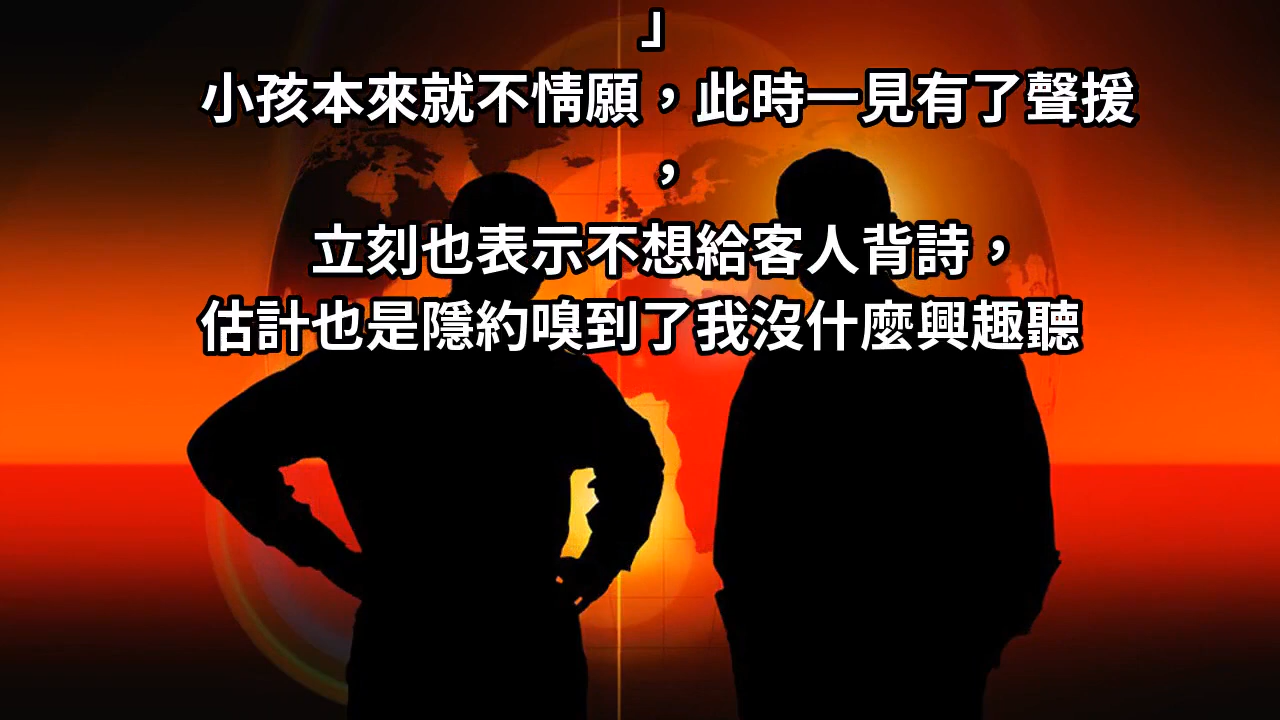 」
小孩本來就不情願，此時一見有了聲援
，
立刻也表示不想給客人背詩，
估計也是隱約嗅到了我沒什麼興趣聽